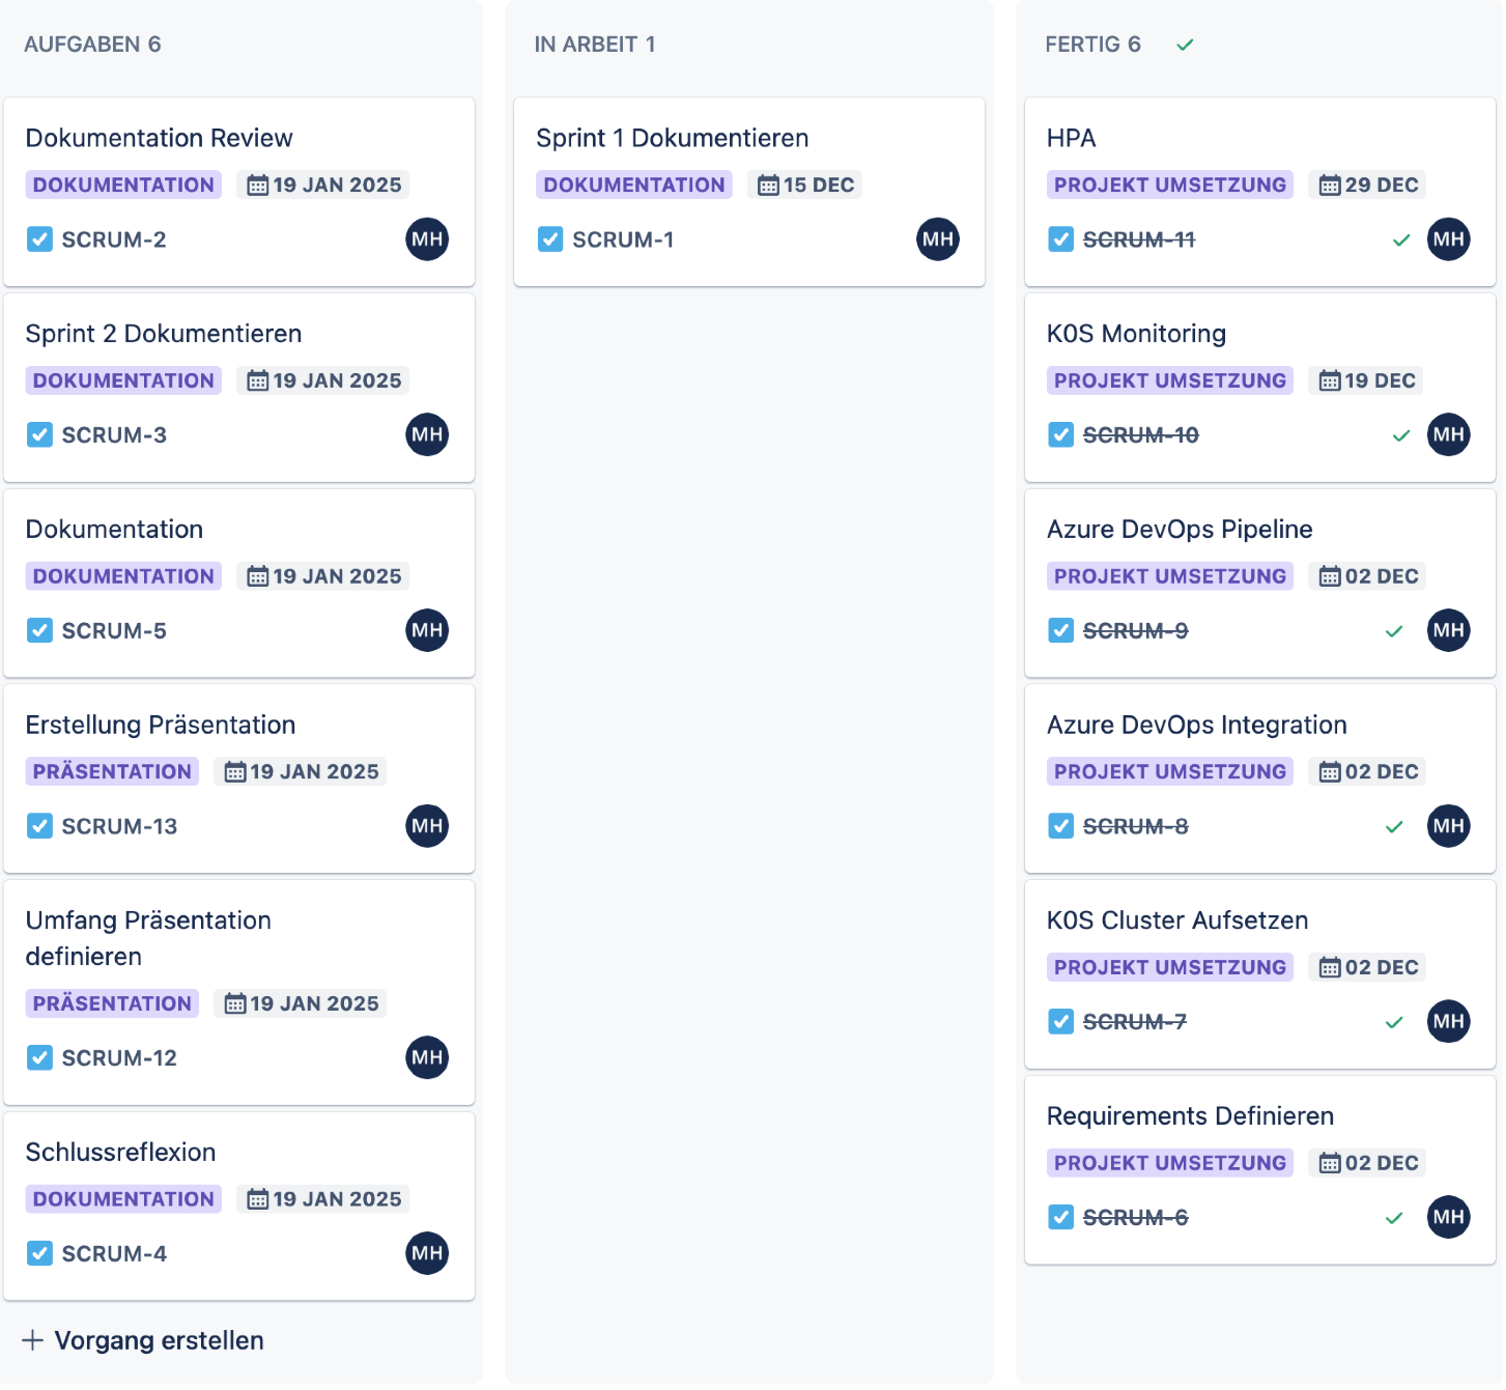 AUFGABEN 6
Dokumentation Review
DOKUMENTATION 19 JAN 2025
SCRUM-2 MH
Sprint 2 Dokumentieren
DOKUMENTATION 19 JAN 2025
SCRUM-3 MH
Dokumentation
DOKUMENTATION 19 JAN 2025
SCRUM-5 MH
Erstellung Präsentation
PRÄSENTATION 19 JAN 2025
SCRUM-13 MH
Umfang Präsentation
definieren
PRÄSENTATION 19 JAN 2025
SCRUM-12 MH
Schlussreflexion
DOKUMENTATION 19 JAN 2025
SCRUM-4 MH
+ Vorgang erstellen
IN ARBEIT 1
Sprint 1 Dokumentieren
DOKUMENTATION 15 DEC
SCRUM-1 MH
FERTIG 6
HPA
PROJEKT UMSETZUNG 29 DEC
SCRUM-11 MH
K0S Monitoring
PROJEKT UMSETZUNG 19 DEC
SCRUM-10 MH
Azure DevOps Pipeline
PROJEKT UMSETZUNG 02 DEC
SCRUM-9 MH
Azure DevOps Integration
PROJEKT UMSETZUNG 02 DEC
SCRUM-8 MH
K0S Cluster Aufsetzen
PROJEKT UMSETZUNG 02 DEC
SCRUM-7 MH
Requirements Definieren
PROJEKT UMSETZUNG 02 DEC
SCRUM-6 MH